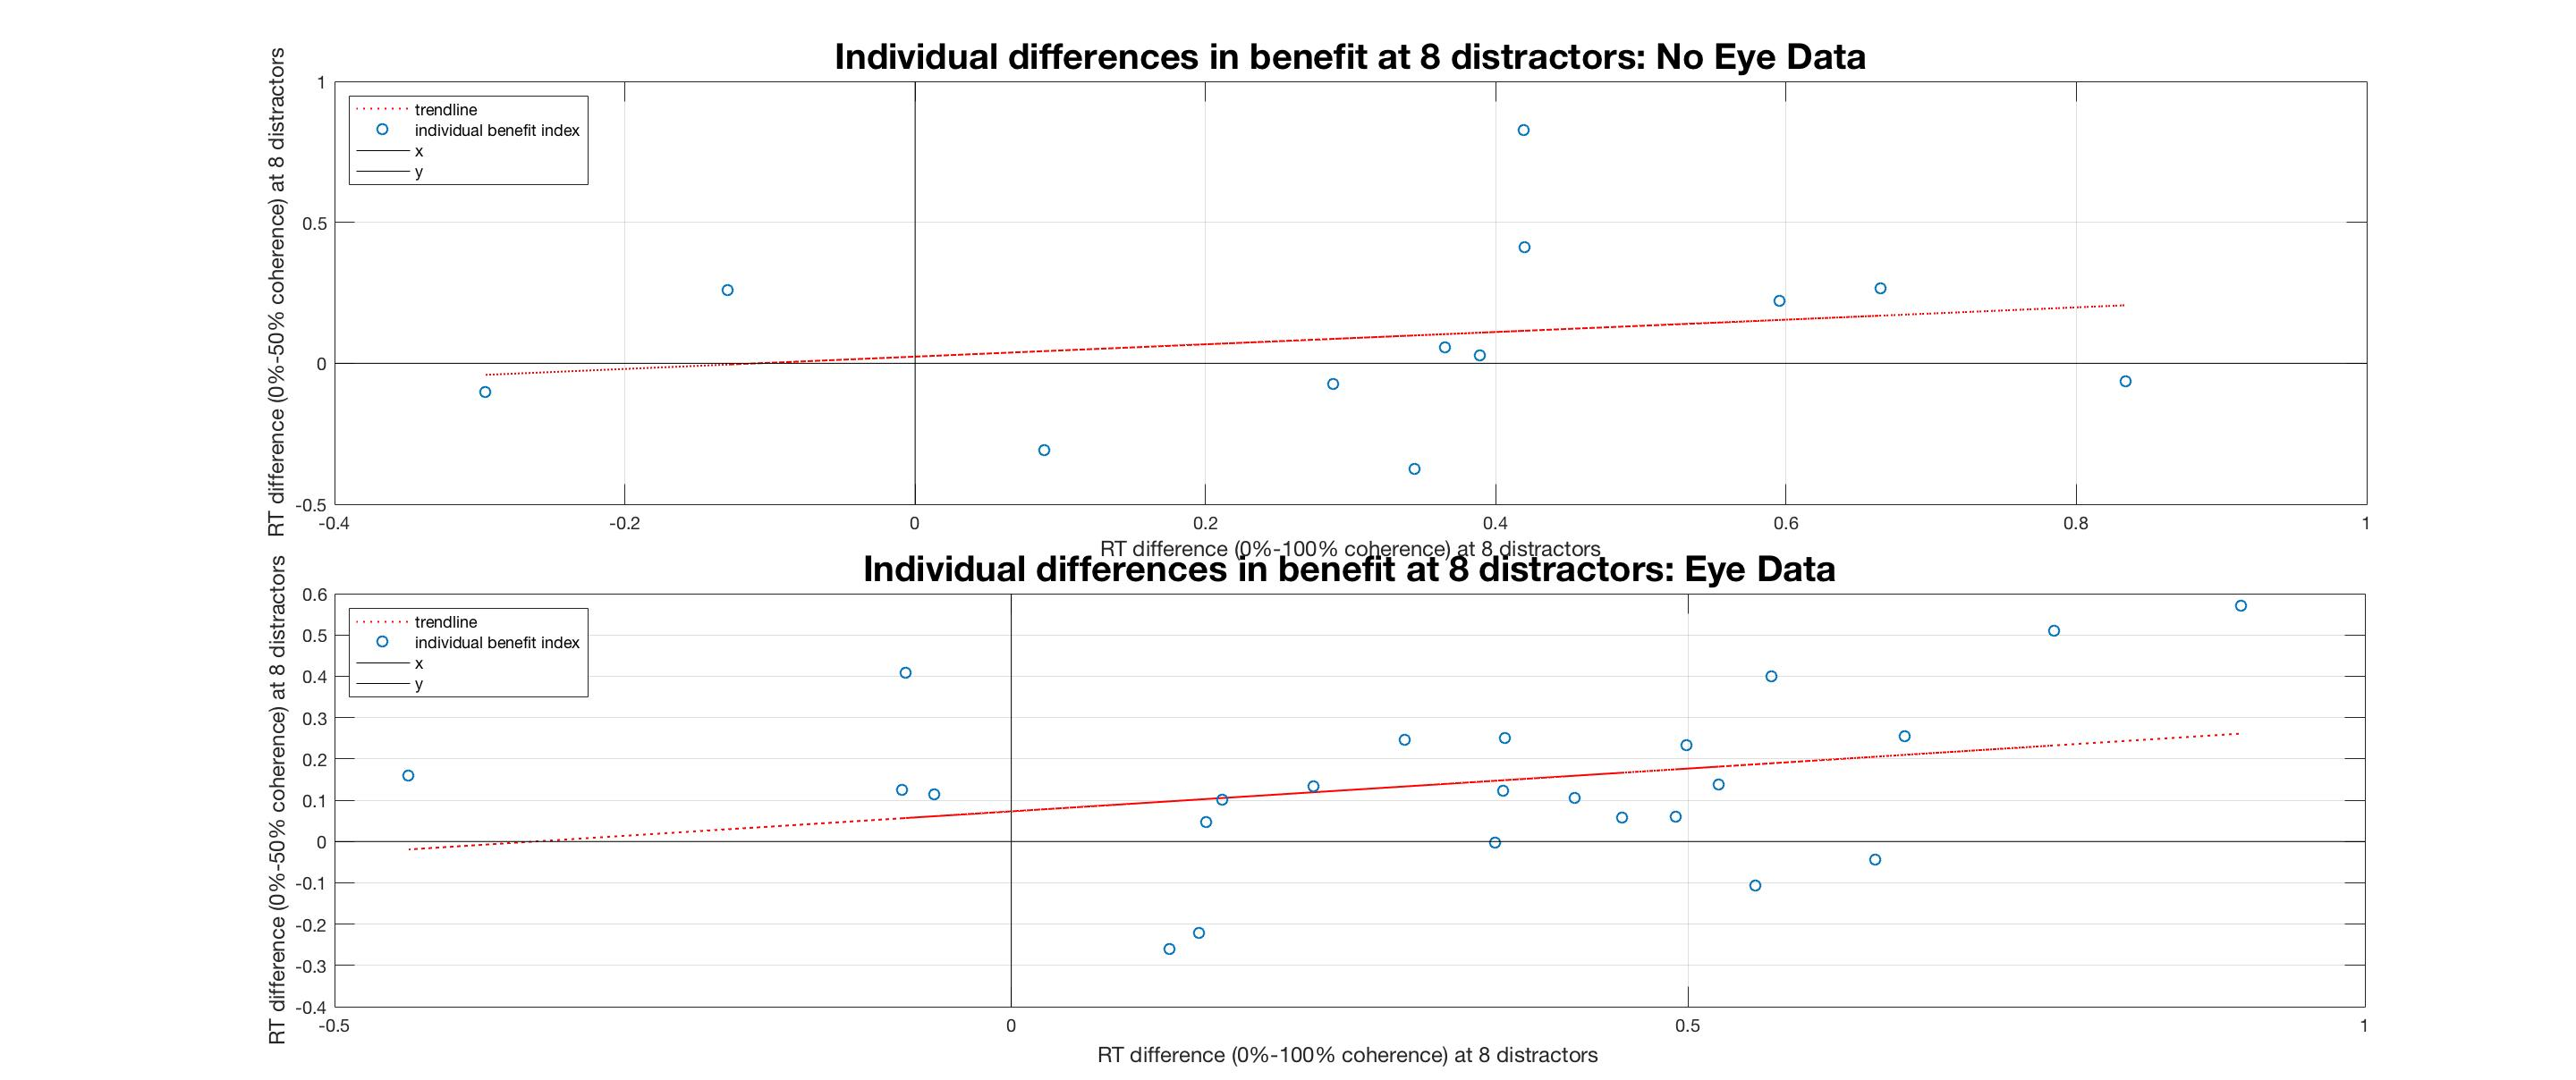 Individual differences in benefit at 8 distractors: No Eye Data
RT difference (0%-50% coherence) at 8 distractors
1
0.5
0
-0.5
trendline
individual benefit index
x
y
-0.4
-0.2
0
0.2
0.4
0.6
0.8
1
RT difference (0%-100% coherence) at 8 distractors
Individual differences in benefit at 8 distractors: Eye Data
RT difference (0%-50% coherence) at 8 distractors
0.6
0.5
0.4
0.3
0.2
0.1
0
-0.1
-0.2
-0.3
-0.4
trendline
individual benefit index
x
y
-0.5
0
0.5
1
RT difference (0%-100% coherence) at 8 distractors